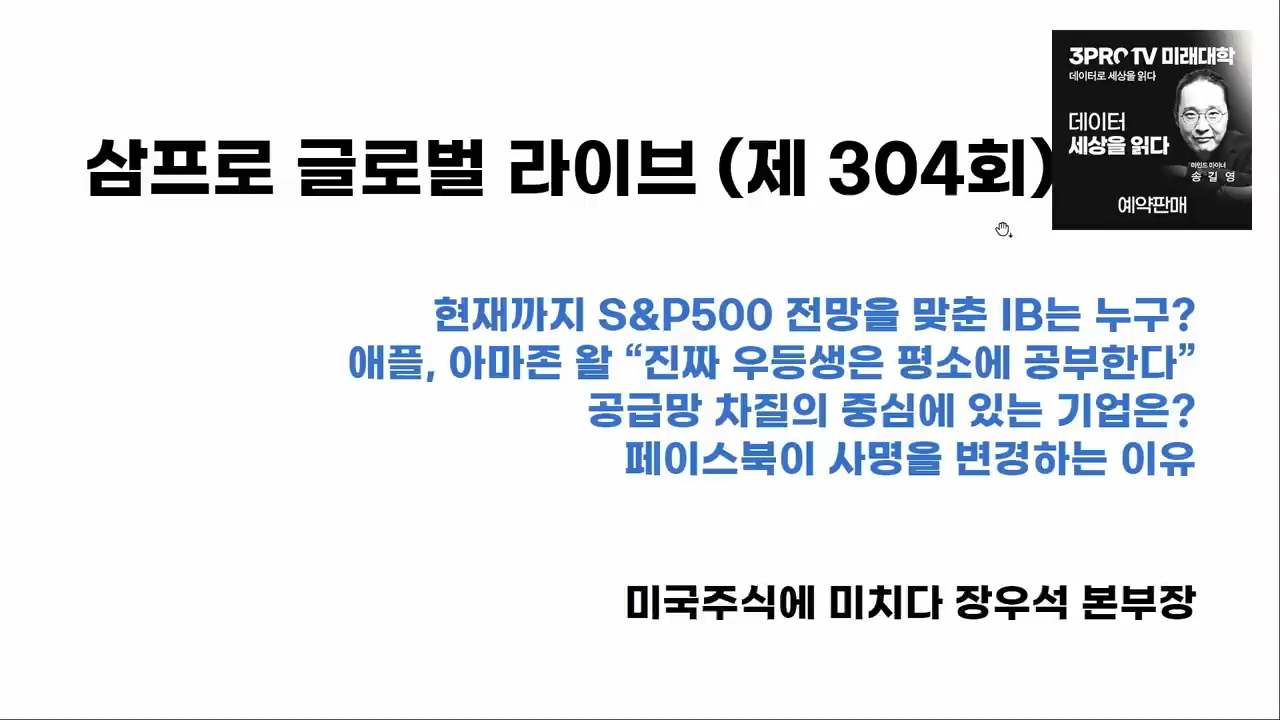 3PRO TV 미래대학
데이터로 세상을 읽다
데이터
세상을 읽다
마인드 마이너
송길영
예약판매
삼프로 글로벌 라이브 (제 304회)
현재까지 S&P500 전망을 맞춘 IB는 누구?
애플, 아마존 왈 “진짜 우등생은 평소에 공부한다”
공급망 차질의 중심에 있는 기업은?
페이스북이 사명을 변경하는 이유
미국주식에 미치다 장우석 본부장